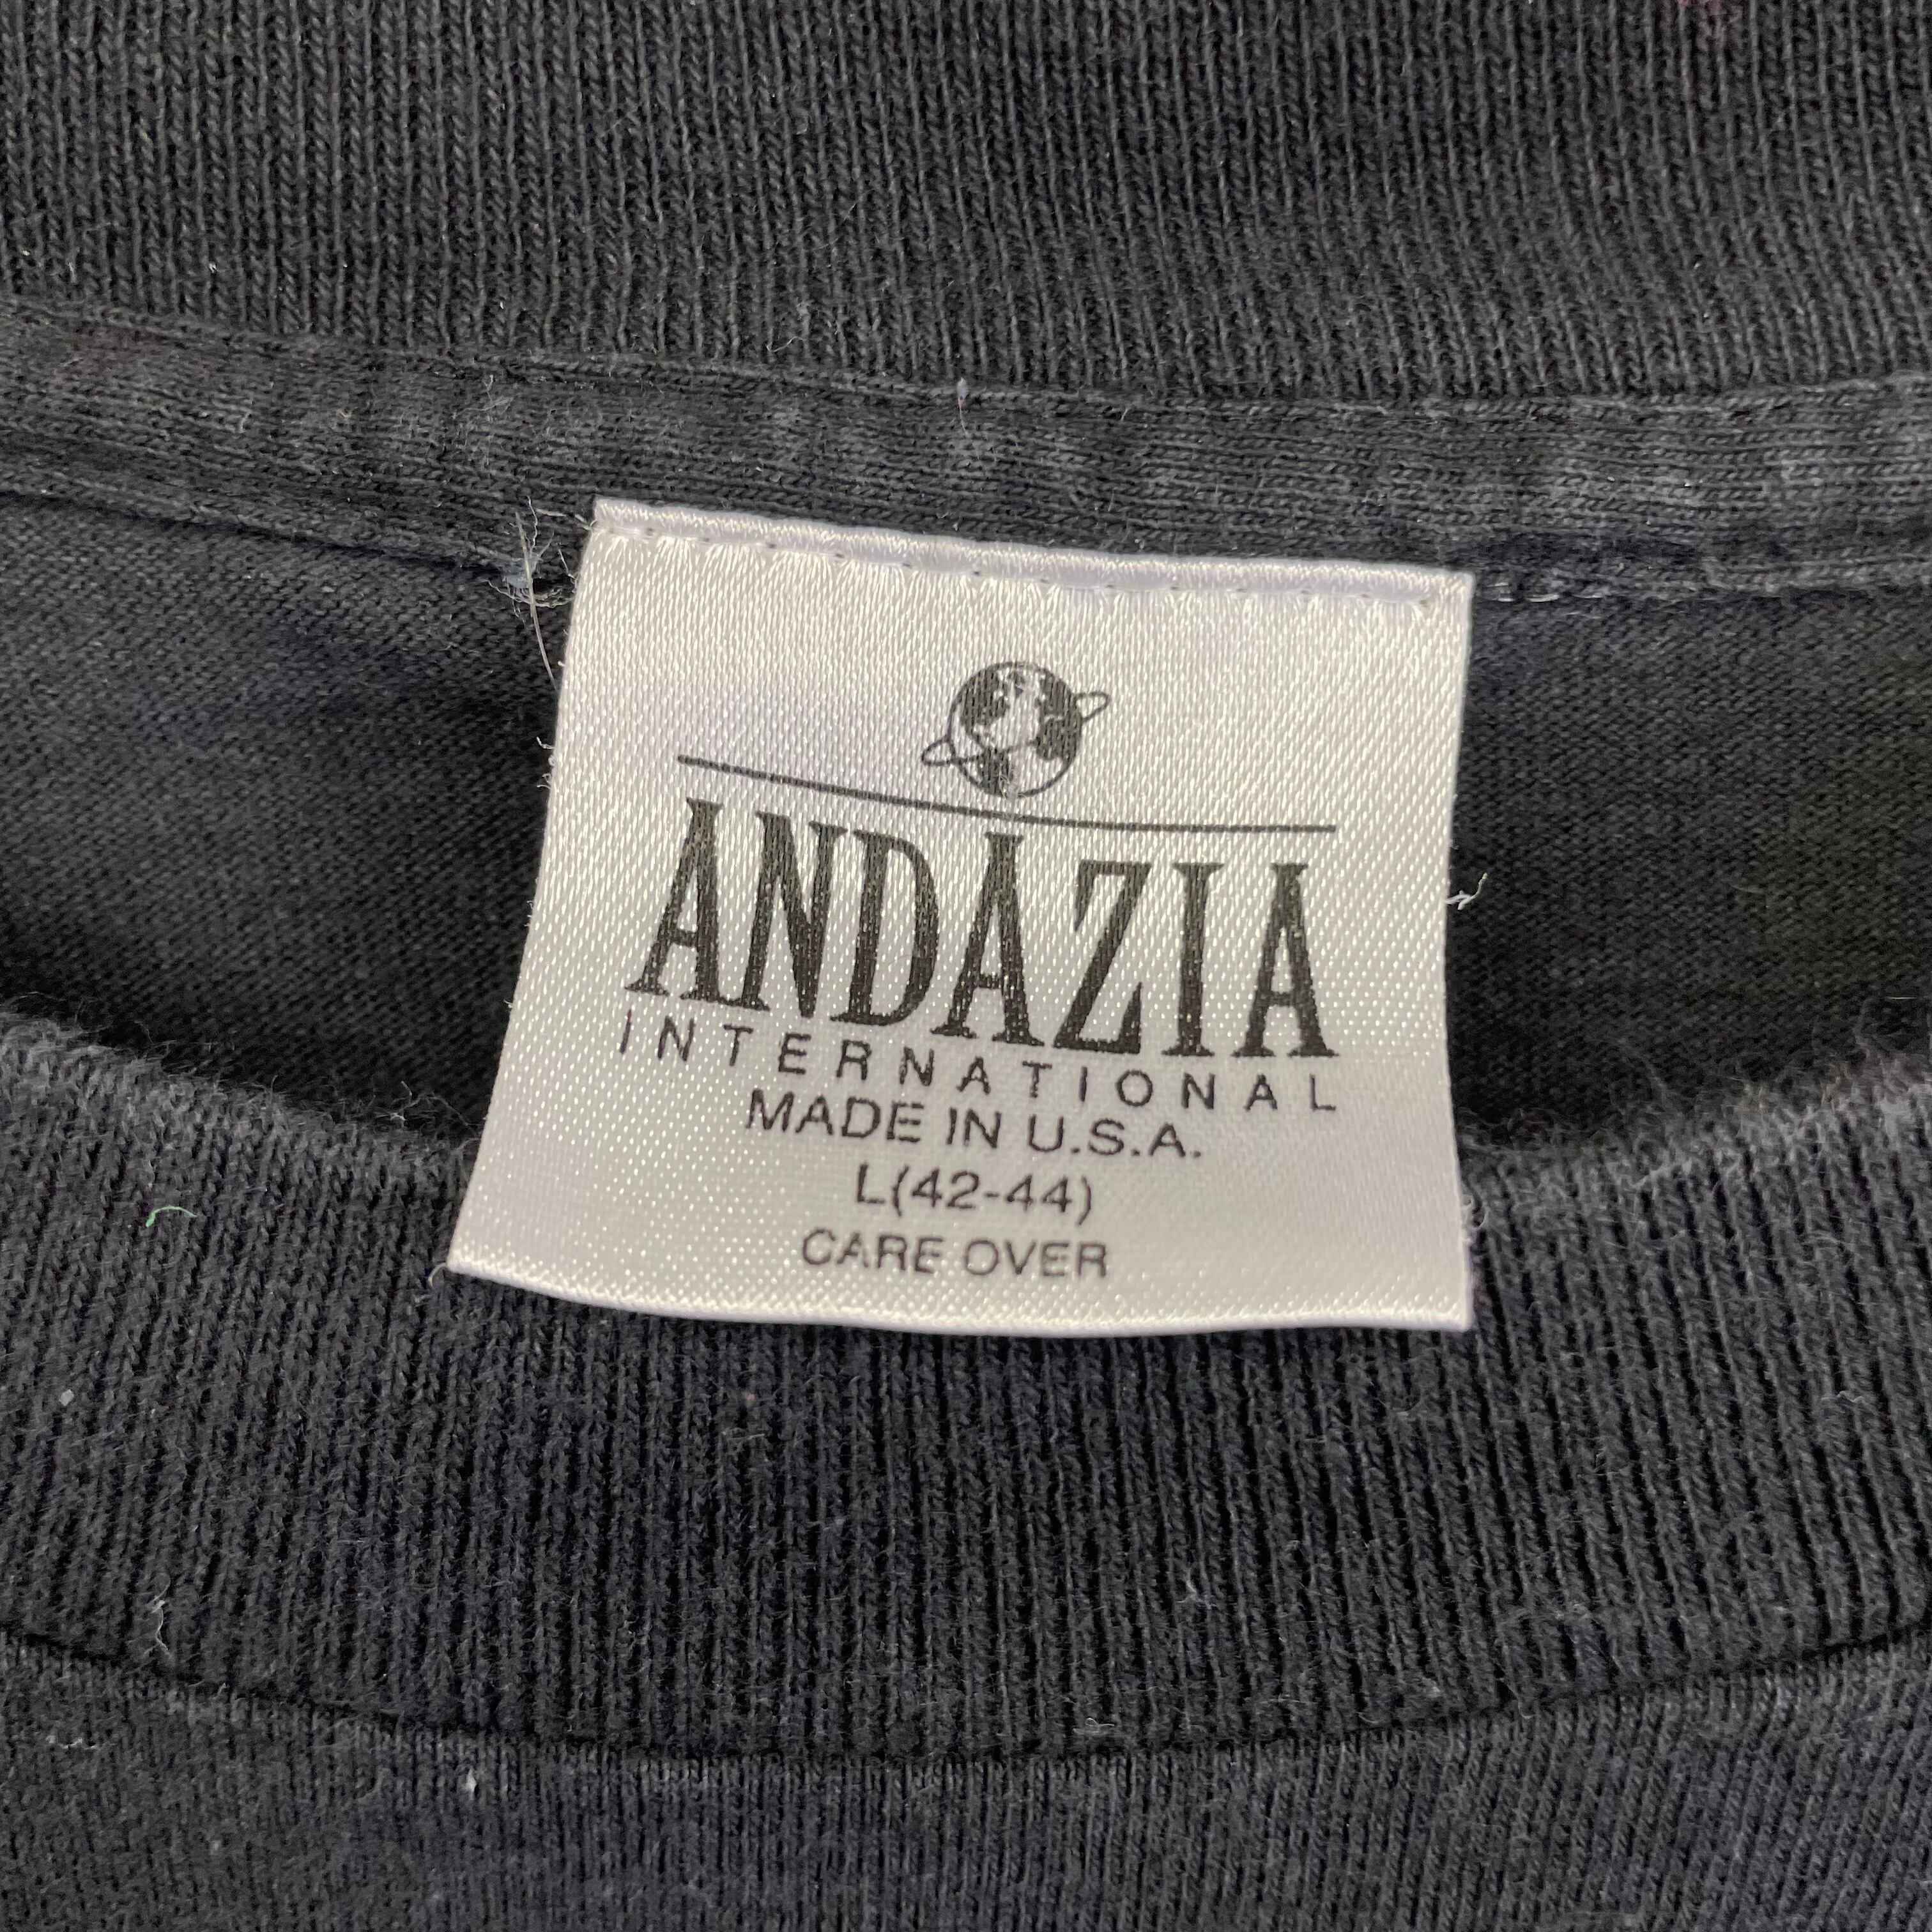 ANDAZIA
INTERNATIONAL
MADE IN U.S.A.
L(42-44)
CARE OVER